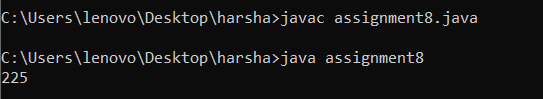 C:\Users\lenovo\Desktop\harsha>javac assignment8.java
C:\Users\lenovo\Desktop\harsha>java assignment8
225